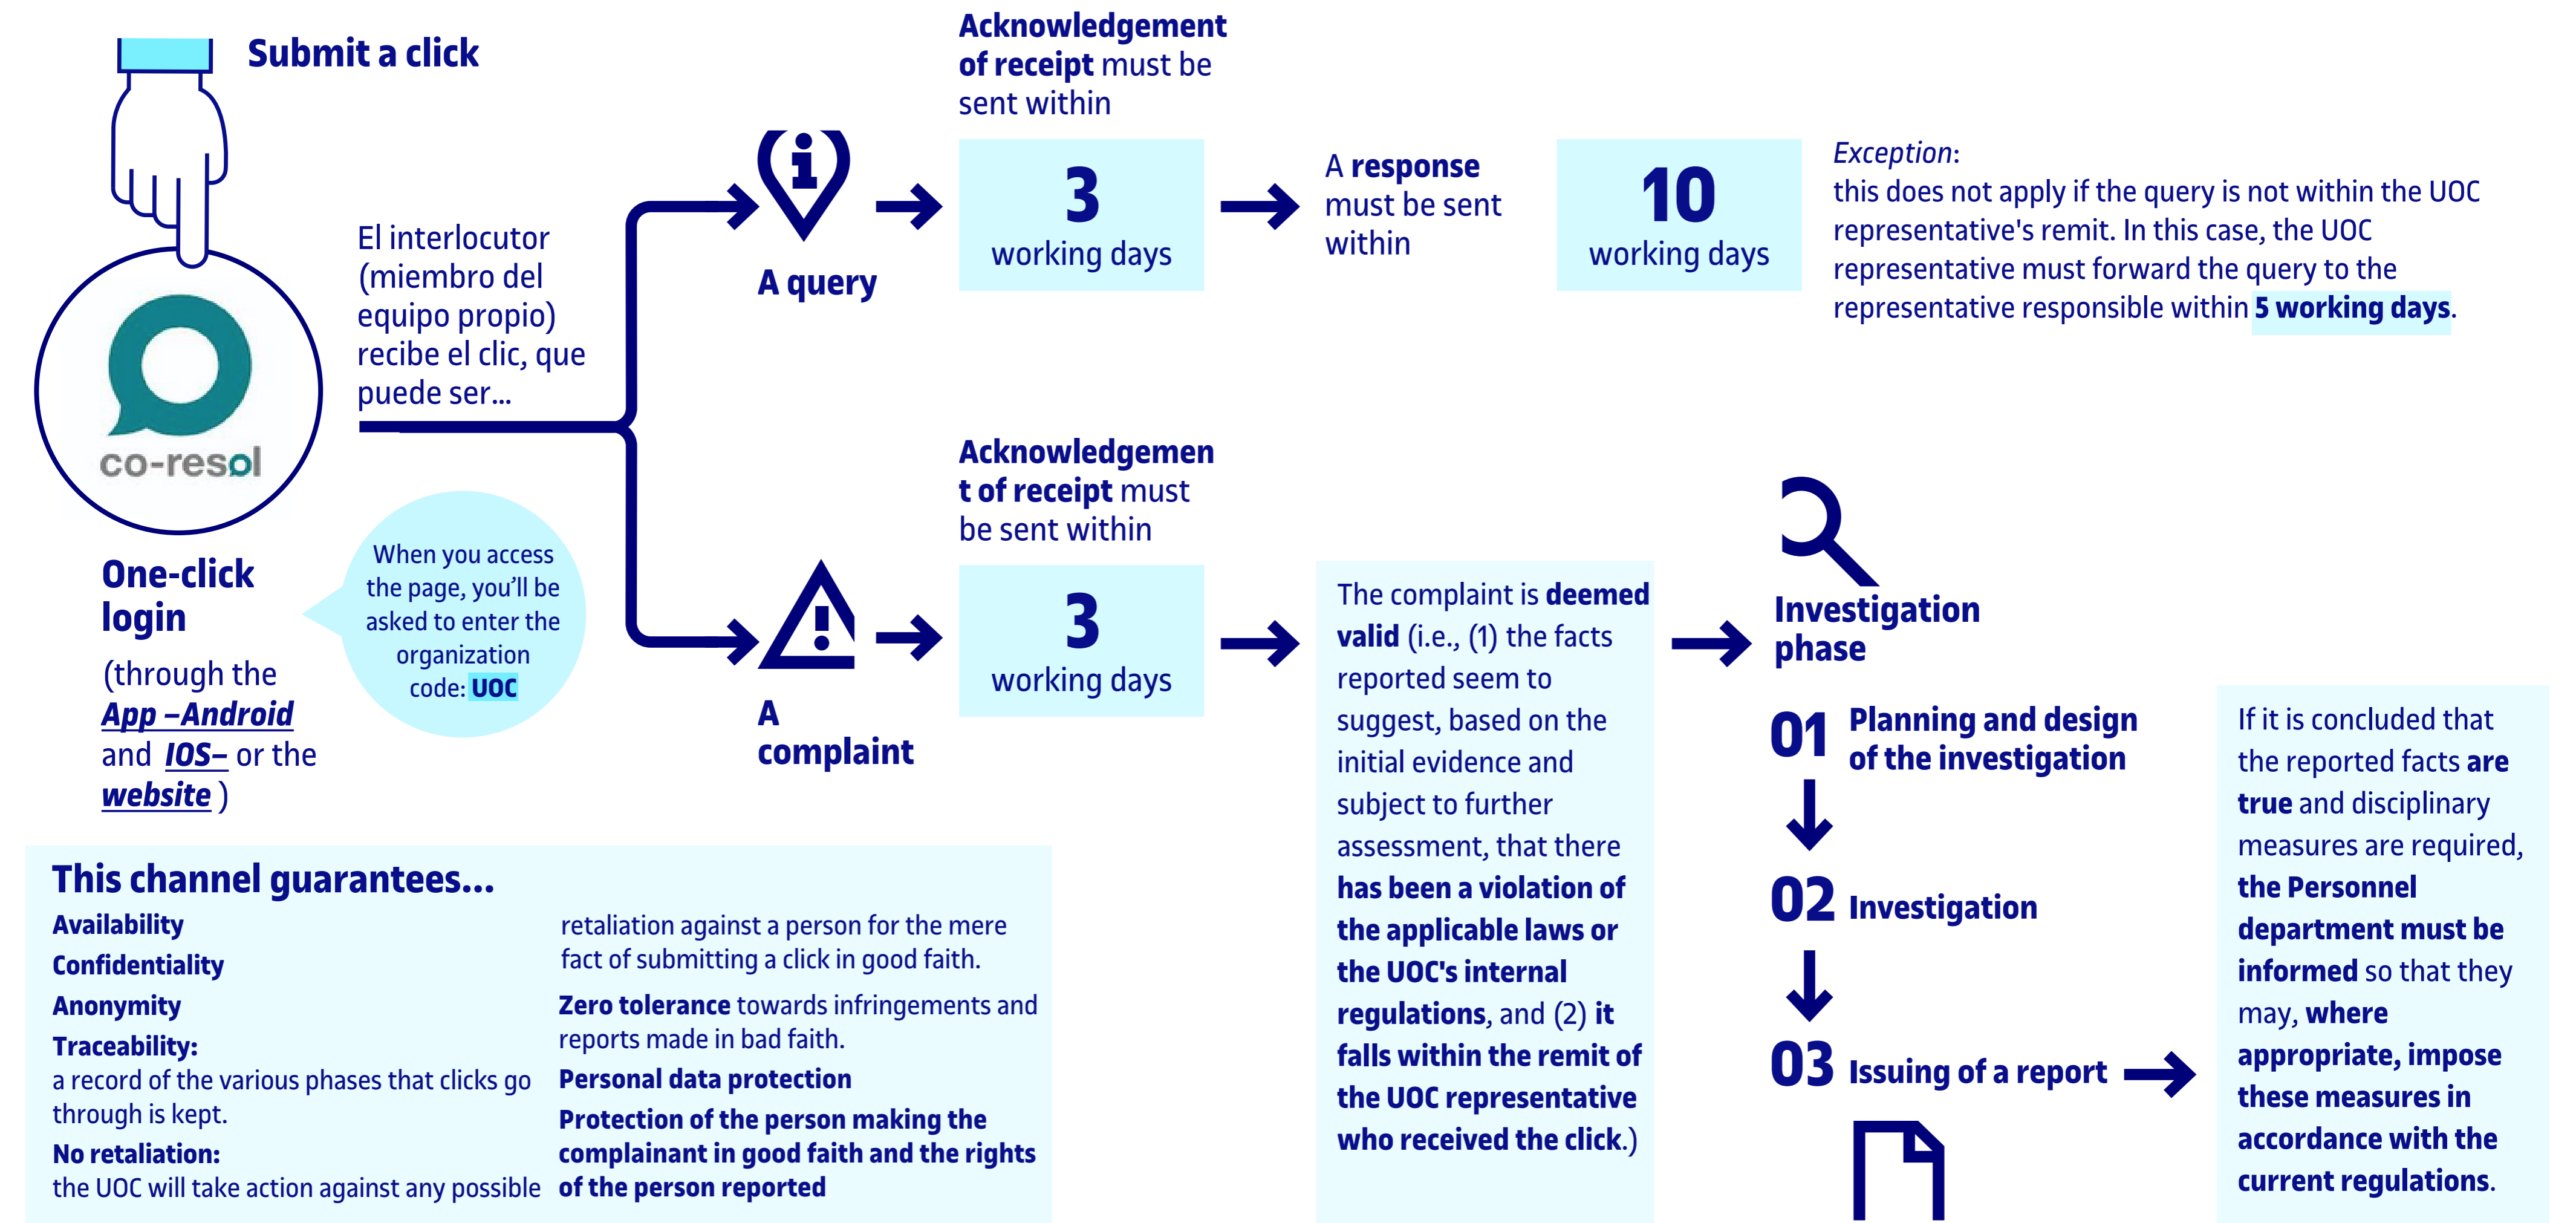 Submit a click
co-resol
One-click
login
(through the
App –Android
and IOS– or the
website )
When you access
the page, you’ll be
asked to enter the
organization
code: UOC
El interlocutor
(miembro del
equipo propio)
recibe el clic, que
puede ser...
A query
Acknowledgement
of receipt must be
sent within
3
working days
A response
must be sent
within
10
working days
Exception:
this does not apply if the query is not within the UOC
representative's remit. In this case, the UOC
representative must forward the query to the
representative responsible within 5 working days.
A
complaint
Acknowledgemen
t of receipt must
be sent within
3
working days
The complaint is deemed
valid (i.e., (1) the facts
reported seem to
suggest, based on the
initial evidence and
subject to further
assessment, that there
has been a violation of
the applicable laws or
the UOC's internal
regulations, and (2) it
falls within the remit of
the UOC representative
who received the click.)
Investigation
phase
01 Planning and design
of the investigation
02 Investigation
03 Issuing of a report
If it is concluded that
the reported facts are
true and disciplinary
measures are required,
the Personnel
department must be
informed so that they
may, where
appropriate, impose
these measures in
accordance with the
current regulations.
This channel guarantees...
Availability
Confidentiality
Anonymity
Traceability:
a record of the various phases that clicks go
through is kept.
No retaliation:
the UOC will take action against any possible
retaliation against a person for the mere
fact of submitting a click in good faith.
Zero tolerance towards infringements and
reports made in bad faith.
Personal data protection
Protection of the person making the
complainant in good faith and the rights
of the person reported